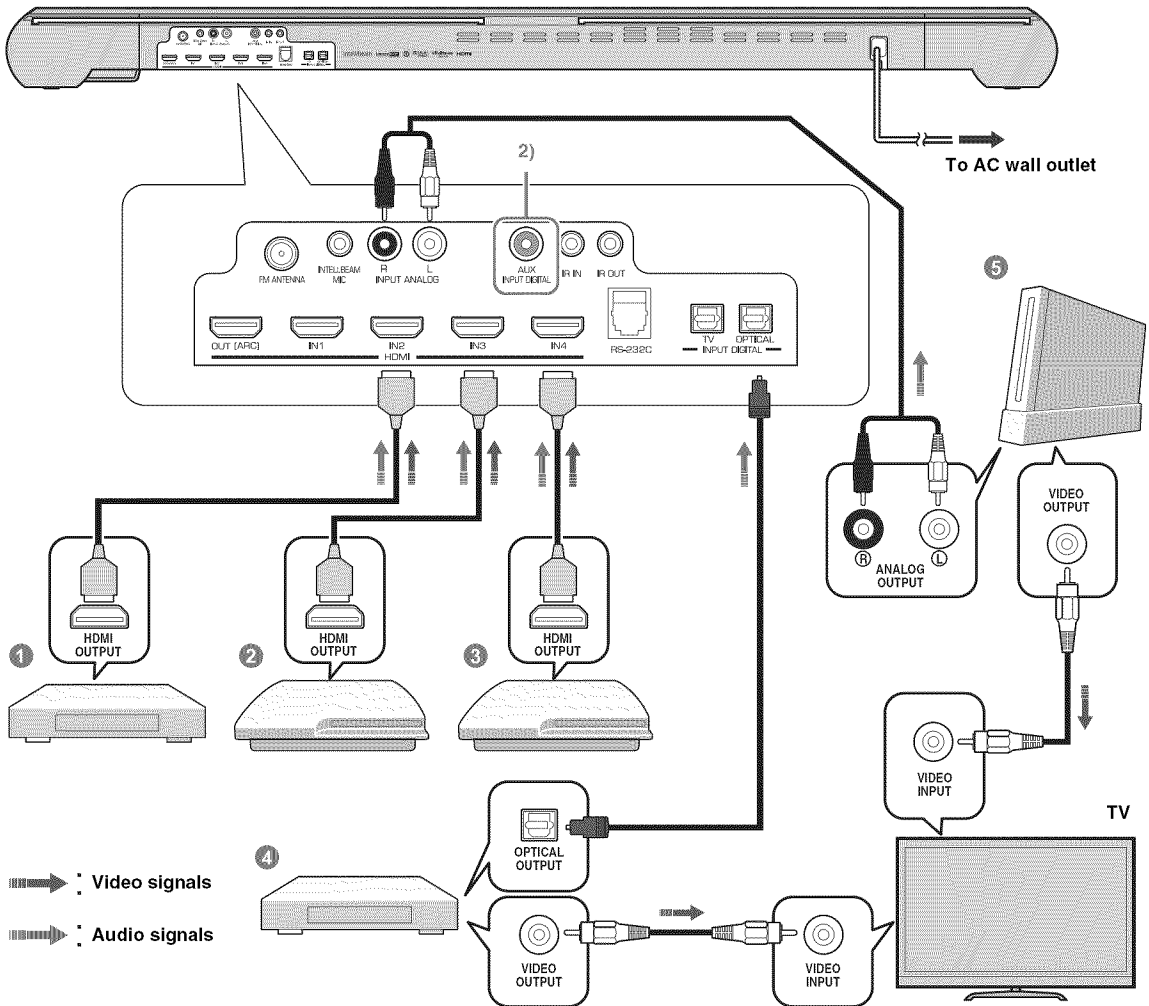 YAMAHA
HDMI
To AC wall outlet
2)
FM ANTENNA
INTELLIBEAM
MIC
R
L
INPUT ANALOG
AUX
INPUT DIGITAL
IR IN
IR OUT
5
OUT (ARC)
IN1
IN2
IN3
IN4
HDMI
RS-232C
TV
OPTICAL
INPUT DIGITAL
R
L
ANALOG
OUTPUT
VIDEO
OUTPUT
HDMI
OUTPUT
1
HDMI
OUTPUT
2
HDMI
OUTPUT
3
VIDEO
INPUT
TV
OPTICAL
OUTPUT
4
: Video signals
: Audio signals
VIDEO
OUTPUT
VIDEO
INPUT